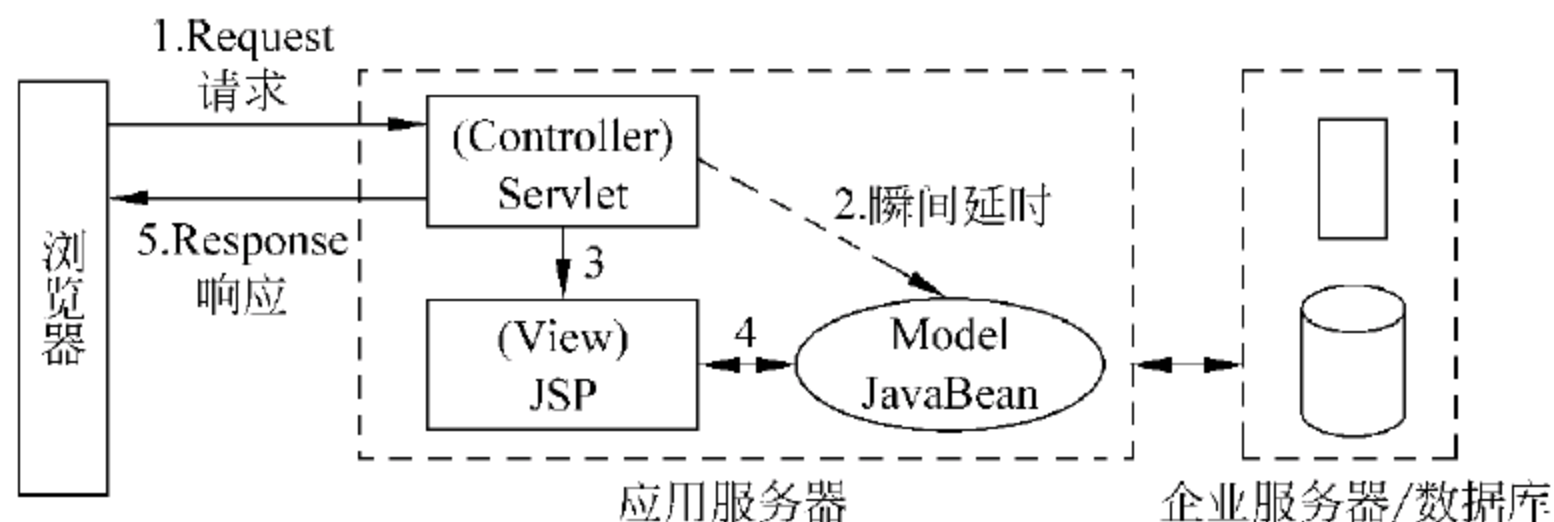 1.Request
请求
(Controller)
Servlet
2.瞬间延时
5.Response
响应
浏览器
3
(View)
JSP
4
Model
JavaBean
应用服务器
企业服务器/数据库